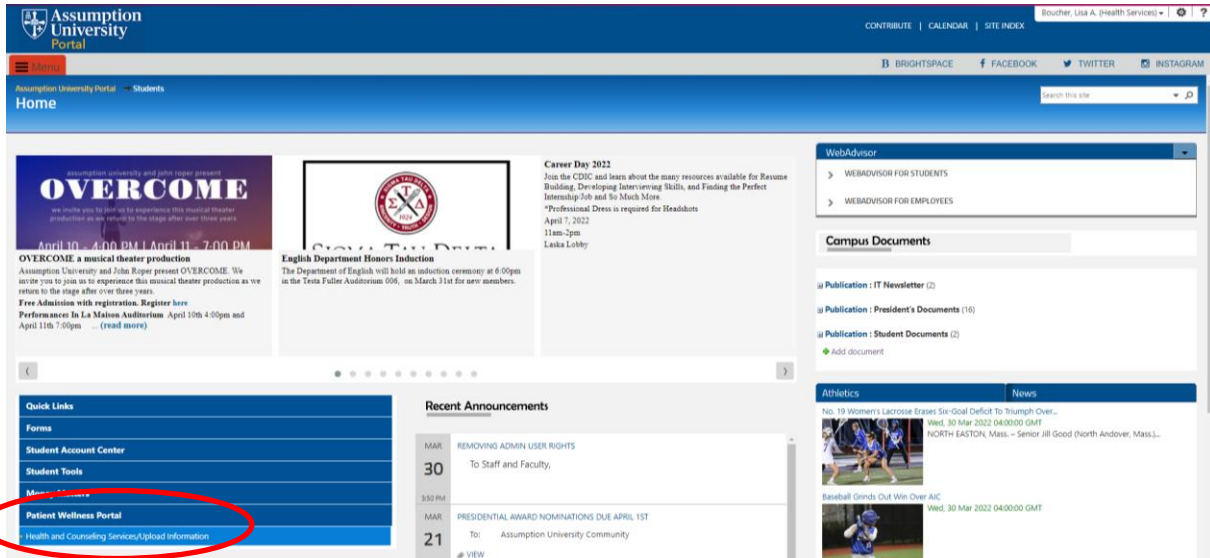 Assumption
University
Portal
CONTRIBUTE | CALENDAR | SITE INDEX
Boucher, Lisa A. (Health Services)
?
Menu
B BRIGHTSPACE
FACEBOOK
TWITTER
INSTAGRAM
Assumption University Portal Students
Home
Search this site
assumption university and john roper present
OVERCOME
we invite you to join us to experience this musical theater
production as we return to the stage after over three years
April 10 - 4:00 PM | April 11 - 7:00 PM
OVERCOME a musical theater production
Assumption University and John Roper present OVERCOME. We
invite you to join us to experience this musical theater production as we
return to the stage after over three years.
Free Admission with registration. Register here
Performances In La Maison Auditorium April 10th 4:00pm and
April 11th 7:00pm ... (read more)
ΣΤΔ
1924
SIGMA TAU DELTA
English Department Honors Induction
The Department of English will hold an induction ceremony at 6:00pm
in the Testa Fuller Auditorium 006, on March 31st for new members.
Career Day 2022
Join the CDIC and learn about the many resources available for Resume
Building, Developing Interviewing Skills, and Finding the Perfect
Internship/Job and So Much More.
*Professional Dress is required for Headshots
April 7, 2022
11am-2pm
Laska Lobby
WebAdvisor
WEBADVISOR FOR STUDENTS
WEBADVISOR FOR EMPLOYEES
Campus Documents
Publication : IT Newsletter (2)
Publication : President's Documents (16)
Publication : Student Documents (2)
Add document
Quick Links
Forms
Student Account Center
Student Tools
Patient Wellness Portal
Health and Counseling Services/Upload Information
Recent Announcements
MAR.
30
3:50 PM
REMOVING ADMIN USER RIGHTS
To Staff and Faculty,
MAR.
21
PRESIDENTIAL AWARD NOMINATIONS DUE APRIL 1ST
To: Assumption University Community
VIEW
Athletics
News
No. 19 Women's Lacrosse Erases Six-Goal Deficit To Triumph Over...
Wed, 30 Mar 2022 04:00:00 GMT
NORTH EASTON, Mass. – Senior Jill Good (North Andover, Mass.)...
Baseball Grinds Out Win Over AIC
Wed, 30 Mar 2022 04:00:00 GMT